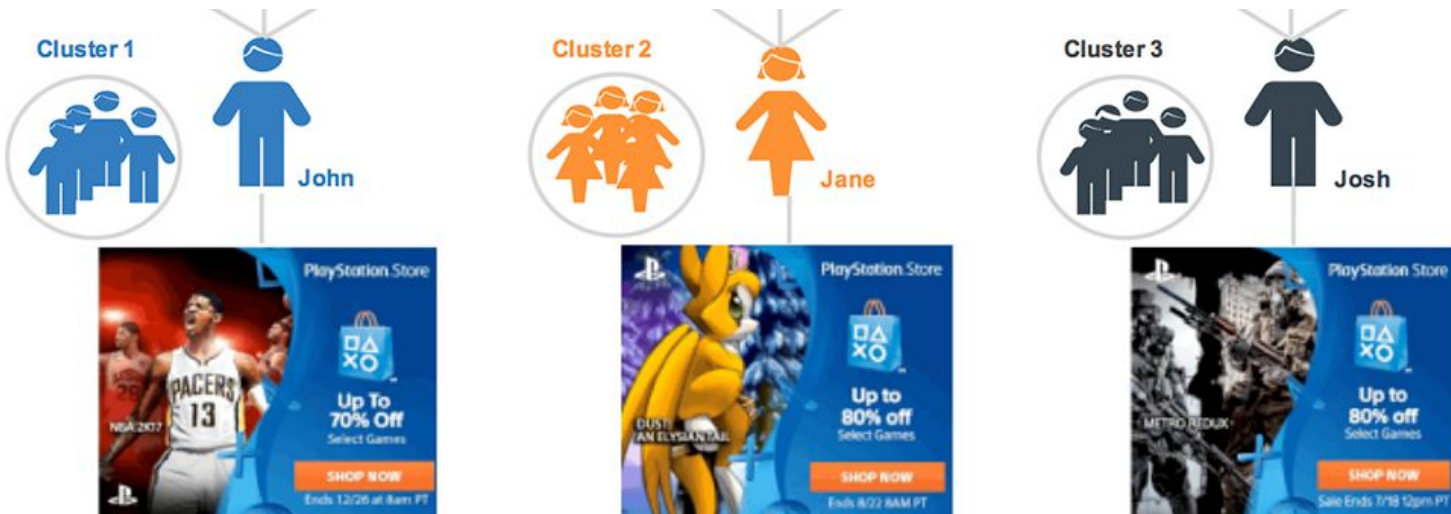 Cluster 1
John
PlayStation Store
Up To
70% Off
Select Games
SHOP NOW
Ends 12/26 at 8am PT
NBA 2K17
PACERS
13
Cluster 2
Jane
PlayStation Store
Up to
80% off
Select Games
SHOP NOW
Ends 8/22 8AM PT
DUST:
AN ELYSIAN TAIL
Cluster 3
Josh
PlayStation Store
Up to
80% off
Select Games
SHOP NOW
Sale Ends 7/18 12pm PT
METRO REDUX